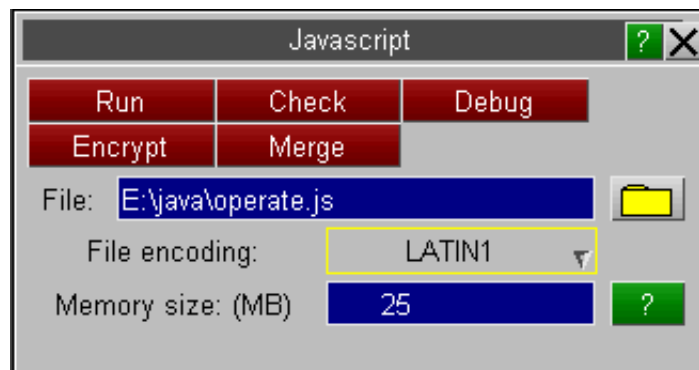 Javascript ?
Run Check Debug
Encrypt Merge
File: E:\java\operate.js
File encoding: LATIN1
Memory size: (MB) 25 ?